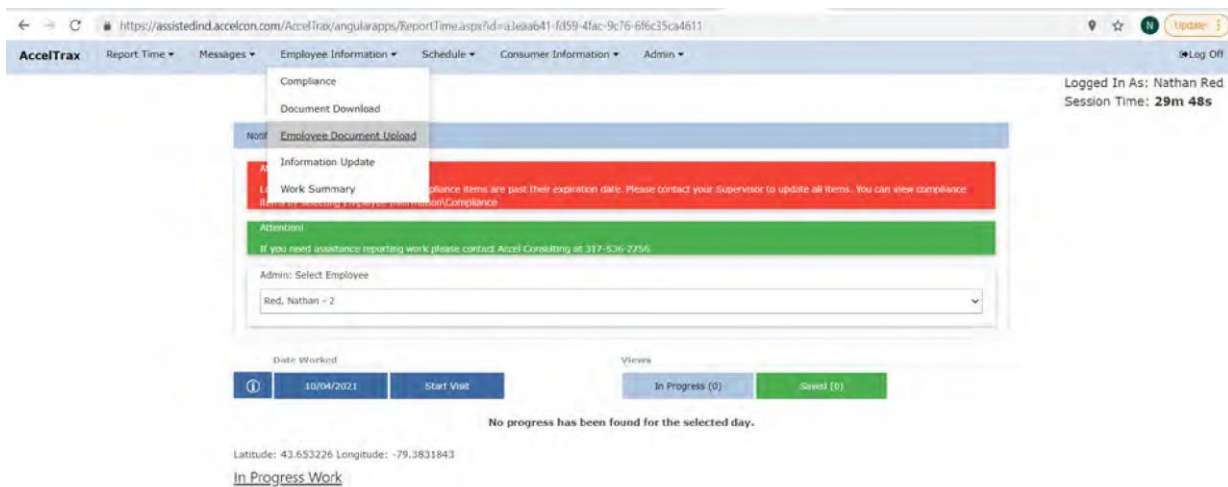 https://assistedind.accelcon.com/AccelTrax/angularapps/ReportTime.aspx?id=a1eaab41-fd59-4fac-9c76-6f6c35ca4611
N
Update
AccelTrax Report Time Messages Employee Information Schedule Consumer Information Admin Log Off
Logged In As: Nathan Red
Session Time: 29m 48s
Compliance
Document Download
Employee Document Upload
Information Update
Work Summary
pliance items are past their expiration date. Please contact your Supervisor to update all items. You can view compliance
items by selecting Employee Information\Compliance
Attention!
If you need assistance reporting work please contact Accel Consulting at 317-536-2756
Admin: Select Employee
Red, Nathan - 2
Date Worked Views
10/04/2021 Start Visit In Progress (0) Saved (0)
No progress has been found for the selected day.
Latitude: 43.653226 Longitude: -79.3831843
In Progress Work